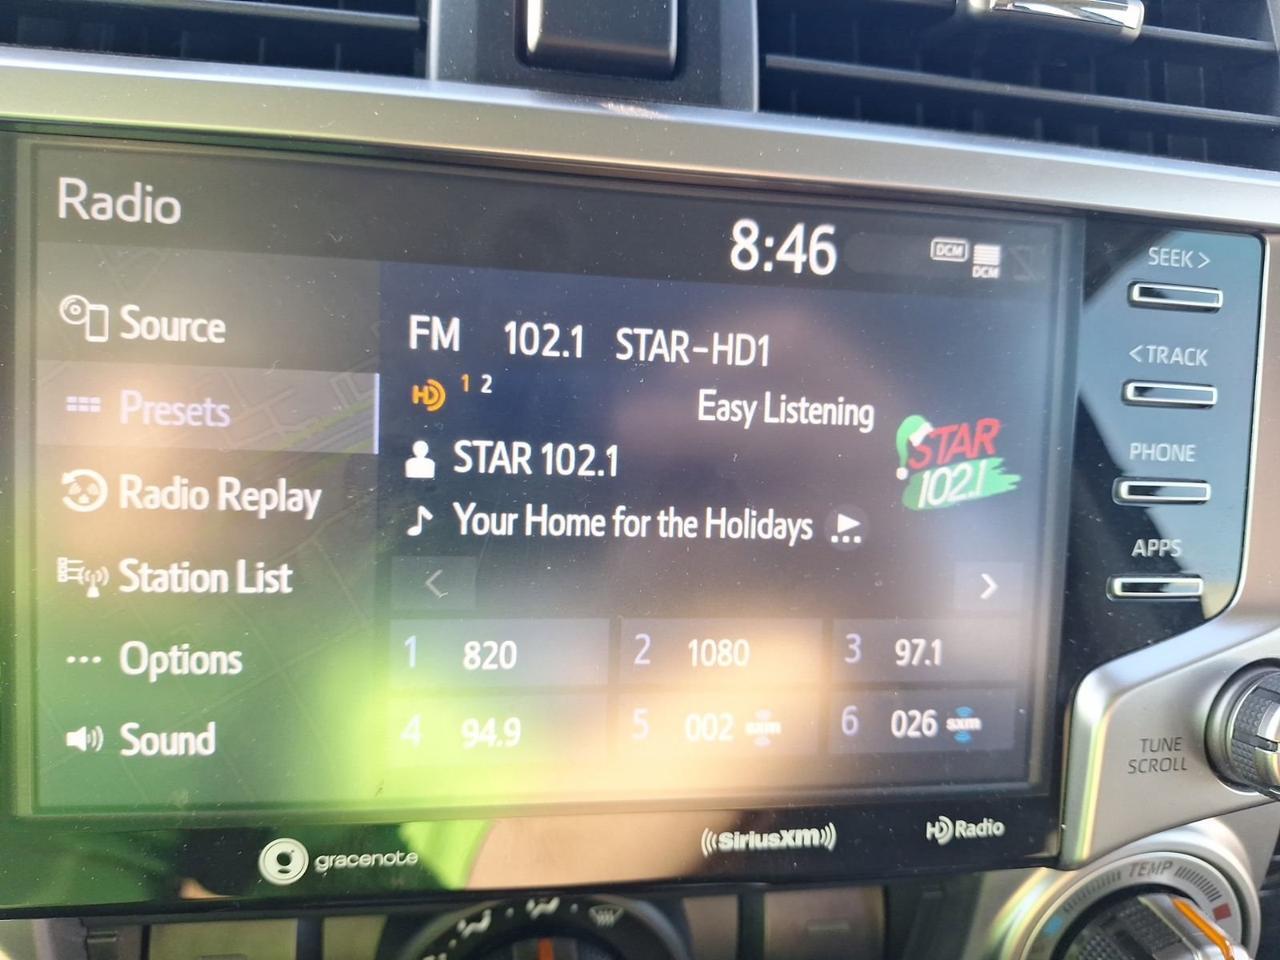 Radio
8:46
DCM
DCM
Source
Presets
Radio Replay
Station List
Options
Sound
FM 102.1 STAR-HD1
HD 1 2
Easy Listening
STAR 102.1
Your Home for the Holidays
STAR
102.1
1 820
2 1080
3 97.1
4 94.9
5 002 sxm
6 026 sxm
SEEK >
< TRACK
PHONE
APPS
TUNE
SCROLL
g gracenote
SiriusXM
HD Radio
TEMP